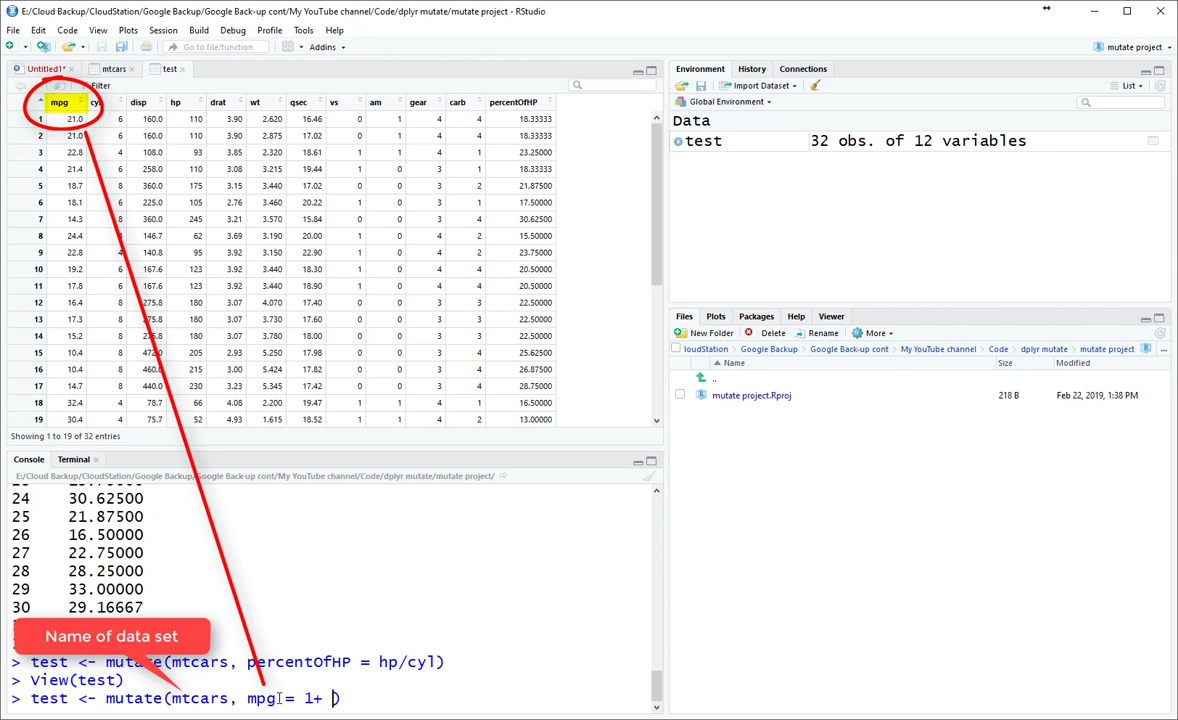 E:/Cloud Backup/CloudStation/Google Backup/Google Back-up cont/My YouTube channel/Code/dplyr mutate/mutate project - RStudio
File Edit Code View Plots Session Build Debug Profile Tools Help
Go to file/function Addins mutate project
Untitled1* mtcars test
Filter
mpg cyl disp hp drat wt qsec vs am gear carb percentOfHP
1 21.0 6 160.0 110 3.90 2.620 16.46 0 1 4 4 18.33333
2 21.0 6 160.0 110 3.90 2.875 17.02 0 1 4 4 18.33333
3 22.8 4 108.0 93 3.85 2.320 18.61 1 1 4 1 23.25000
4 21.4 6 258.0 110 3.08 3.215 19.44 1 0 3 1 18.33333
5 18.7 8 360.0 175 3.15 3.440 17.02 0 0 3 2 21.87500
6 18.1 6 225.0 105 2.76 3.460 20.22 1 0 3 1 17.50000
7 14.3 8 360.0 245 3.21 3.570 15.84 0 0 3 4 30.62500
8 24.4 4 146.7 62 3.69 3.190 20.00 1 0 4 2 15.50000
9 22.8 4 140.8 95 3.92 3.150 22.90 1 0 4 2 23.75000
10 19.2 6 167.6 123 3.92 3.440 18.30 1 0 4 4 20.50000
11 17.8 6 167.6 123 3.92 3.440 18.90 1 0 4 4 20.50000
12 16.4 8 275.8 180 3.07 4.070 17.40 0 0 3 3 22.50000
13 17.3 8 275.8 180 3.07 3.730 17.60 0 0 3 3 22.50000
14 15.2 8 275.8 180 3.07 3.780 18.00 0 0 3 3 22.50000
15 10.4 8 472.0 205 2.93 5.250 17.98 0 0 3 4 25.62500
16 10.4 8 460.0 215 3.00 5.424 17.82 0 0 3 4 26.87500
17 14.7 8 440.0 230 3.23 5.345 17.42 0 0 3 4 28.75000
18 32.4 4 78.7 66 4.08 2.200 19.47 1 1 4 1 16.50000
19 30.4 4 75.7 52 4.93 1.615 18.52 1 1 4 2 13.00000
Showing 1 to 19 of 32 entries
Console Terminal
E:/Cloud Backup/CloudStation/Google Backup/Google Back-up cont/My YouTube channel/Code/dplyr mutate/mutate project/
24 30.62500
25 21.87500
26 16.50000
27 22.75000
28 28.25000
29 33.00000
30 29.16667
Name of data set
> test <- mutate(mtcars, percentOfHP = hp/cyl)
> View(test)
> test <- mutate(mtcars, mpg = 1+ )
Environment History Connections
Import Dataset List
Global Environment
Data
test 32 obs. of 12 variables
Files Plots Packages Help Viewer
New Folder Delete Rename More
loudStation Google Backup Google Back-up cont My YouTube channel Code dplyr mutate mutate project ...
Name Size Modified
..
mutate project.Rproj 218 B Feb 22, 2019, 1:38 PM